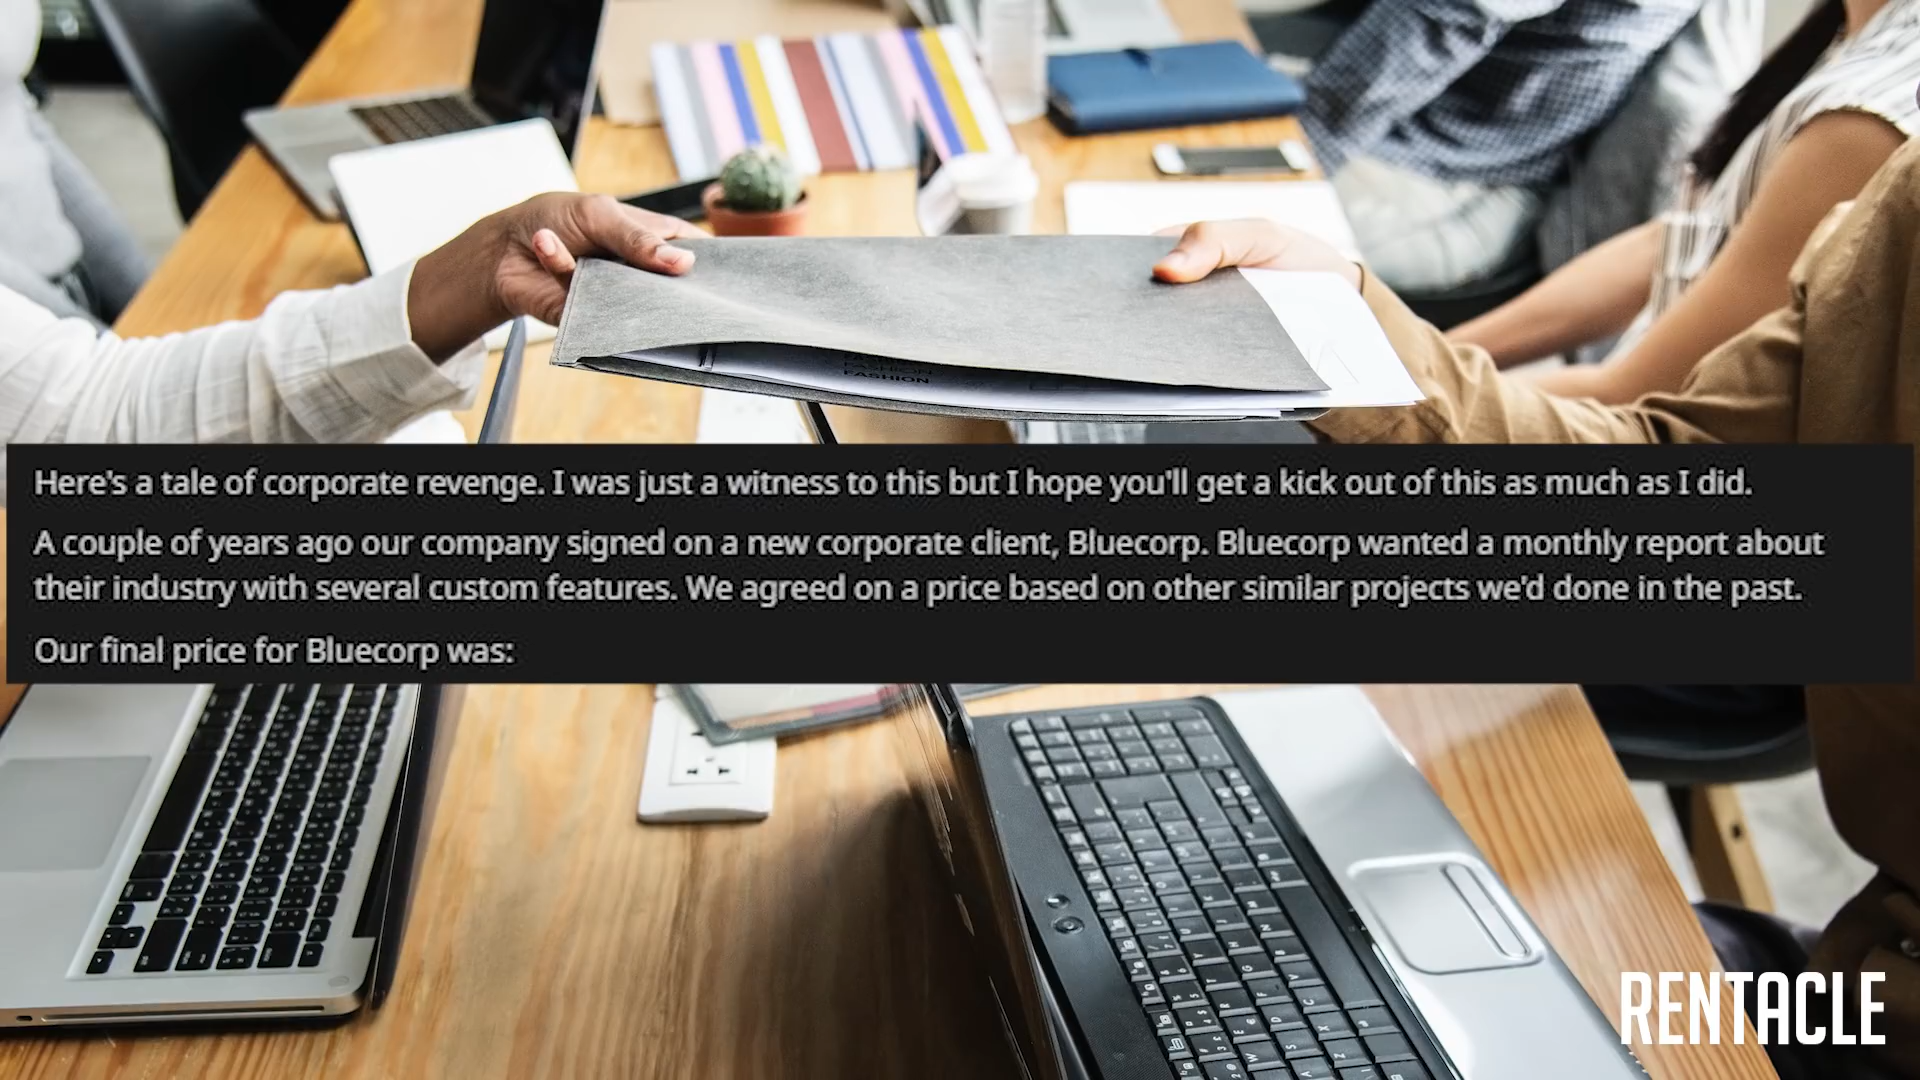 FASHION
Here's a tale of corporate revenge. I was just a witness to this but I hope you'll get a kick out of this as much as I did.
A couple of years ago our company signed on a new corporate client, Bluecorp. Bluecorp wanted a monthly report about
their industry with several custom features. We agreed on a price based on other similar projects we'd done in the past.
Our final price for Bluecorp was:
RENTACLE